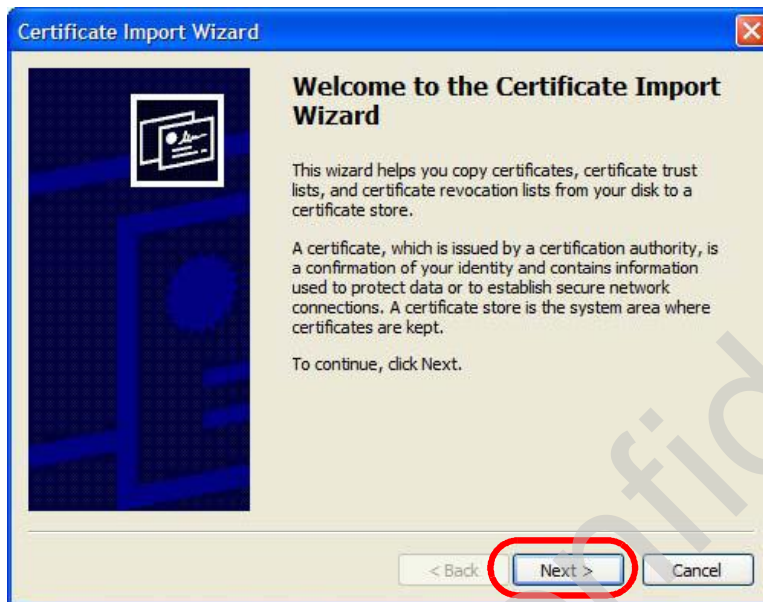 Certificate Import Wizard
Welcome to the Certificate Import
Wizard
This wizard helps you copy certificates, certificate trust
lists, and certificate revocation lists from your disk to a
certificate store.
A certificate, which is issued by a certification authority, is
a confirmation of your identity and contains information
used to protect data or to establish secure network
connections. A certificate store is the system area where
certificates are kept.
To continue, click Next.
< Back
Next >
Cancel